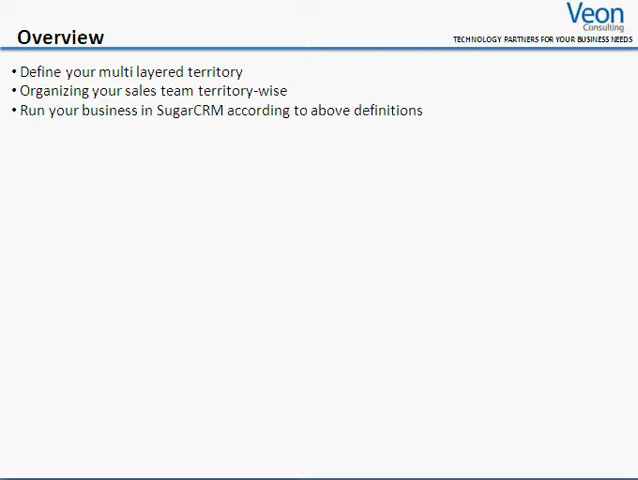 Veon
Consulting
Overview
TECHNOLOGY PARTNERS FOR YOUR BUSINESS NEEDS
• Define your multi layered territory
• Organizing your sales team territory-wise
• Run your business in SugarCRM according to above definitions